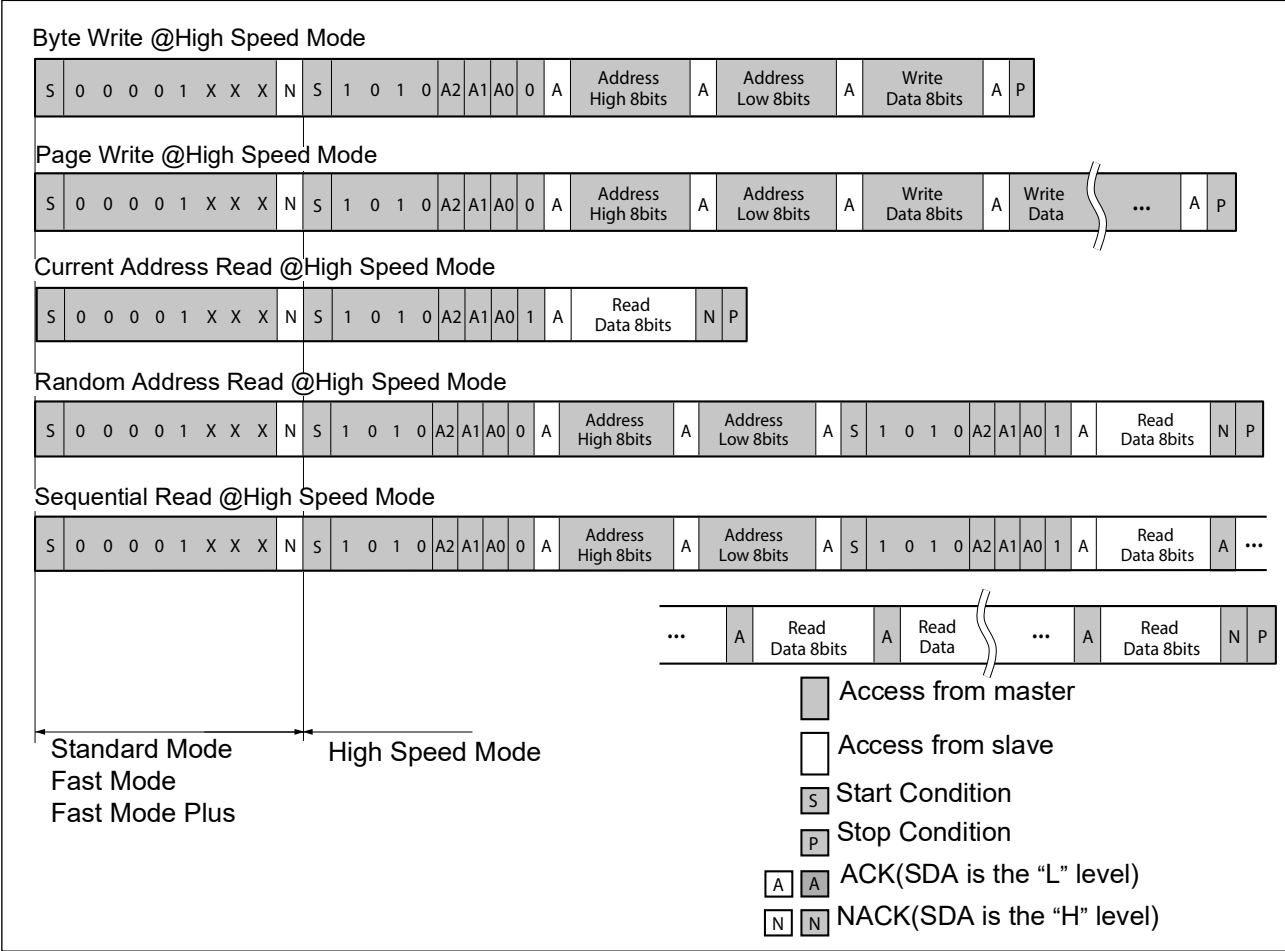 Byte Write @High Speed Mode
S 0 0 0 0 1 X X X N S 1 0 1 0 A2 A1 A0 0 A Address High 8bits A Address Low 8bits A Write Data 8bits A P
Page Write @High Speed Mode
S 0 0 0 0 1 X X X N S 1 0 1 0 A2 A1 A0 0 A Address High 8bits A Address Low 8bits A Write Data 8bits A Write Data ... A P
Current Address Read @High Speed Mode
S 0 0 0 0 1 X X X N S 1 0 1 0 A2 A1 A0 1 A Read Data 8bits N P
Random Address Read @High Speed Mode
S 0 0 0 0 1 X X X N S 1 0 1 0 A2 A1 A0 0 A Address High 8bits A Address Low 8bits A S 1 0 1 0 A2 A1 A0 1 A Read Data 8bits N P
Sequential Read @High Speed Mode
S 0 0 0 0 1 X X X N S 1 0 1 0 A2 A1 A0 0 A Address High 8bits A Address Low 8bits A S 1 0 1 0 A2 A1 A0 1 A Read Data 8bits A ...
... A Read Data 8bits A Read Data ... A Read Data 8bits N P
Standard Mode
Fast Mode
Fast Mode Plus
High Speed Mode
Access from master
Access from slave
S Start Condition
P Stop Condition
A A ACK(SDA is the “L” level)
N N NACK(SDA is the “H” level)